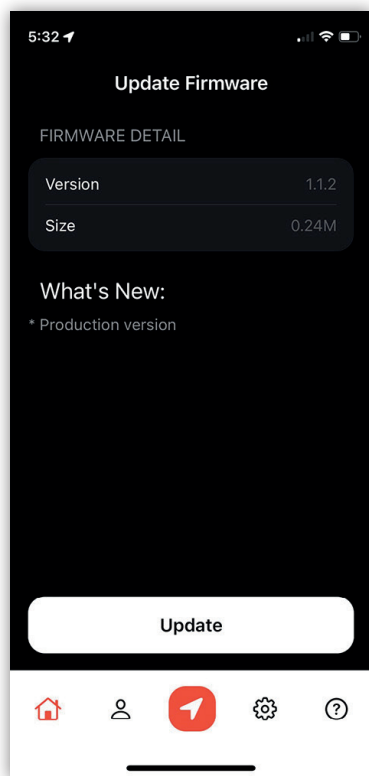 5:32
Update Firmware
FIRMWARE DETAIL
Version 1.1.2
Size 0.24M
What's New:
* Production version
Update